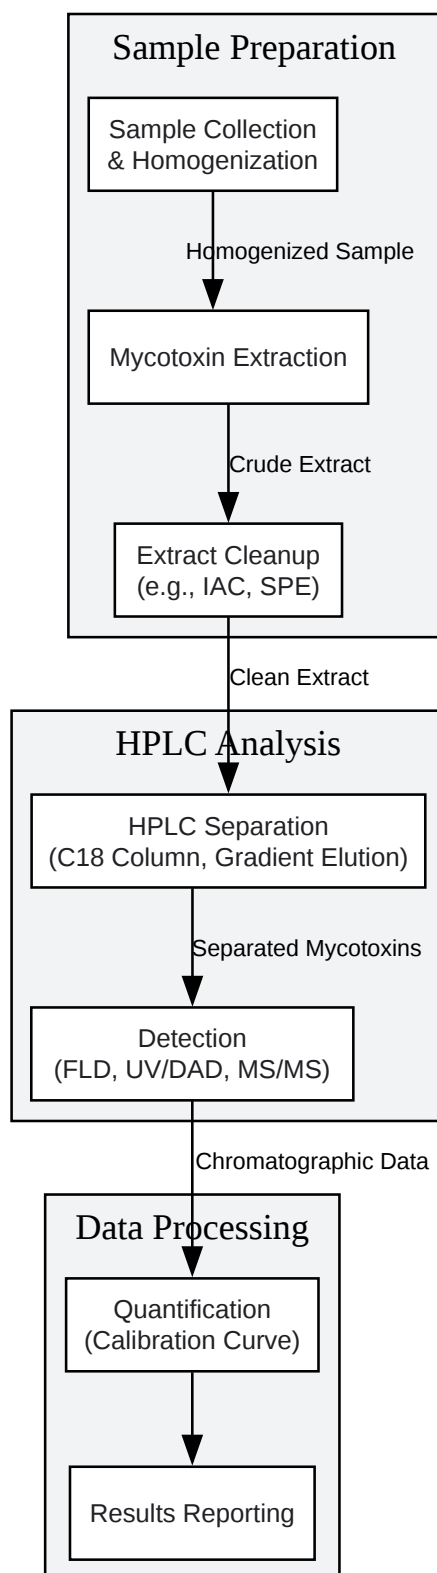 Sample Preparation
Sample Collection
& Homogenization
Homogenized Sample
Mycotoxin Extraction
Crude Extract
Extract Cleanup
(e.g., IAC, SPE)
Clean Extract
HPLC Analysis
HPLC Separation
(C18 Column, Gradient Elution)
Separated Mycotoxins
Detection
(FLD, UV/DAD, MS/MS)
Chromatographic Data
Data Processing
Quantification
(Calibration Curve)
Results Reporting